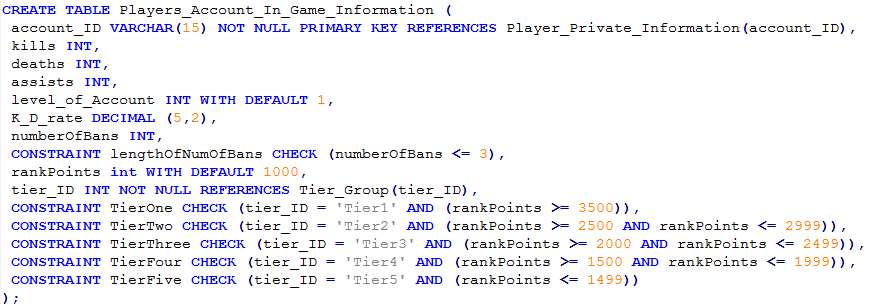 CREATE TABLE Players_Account_In_Game_Information (
account_ID VARCHAR(15) NOT NULL PRIMARY KEY REFERENCES Player_Private_Information(account_ID),
kills INT,
deaths INT,
assists INT,
level_of_Account INT WITH DEFAULT 1,
K_D_rate DECIMAL (5,2),
numberOfBans INT,
CONSTRAINT lengthOfNumOfBans CHECK (numberOfBans <= 3),
rankPoints int WITH DEFAULT 1000,
tier_ID INT NOT NULL REFERENCES Tier_Group(tier_ID),
CONSTRAINT TierOne CHECK (tier_ID = 'Tier1' AND (rankPoints >= 3500)),
CONSTRAINT TierTwo CHECK (tier_ID = 'Tier2' AND (rankPoints >= 2500 AND rankPoints <= 2999)),
CONSTRAINT TierThree CHECK (tier_ID = 'Tier3' AND (rankPoints >= 2000 AND rankPoints <= 2499)),
CONSTRAINT TierFour CHECK (tier_ID = 'Tier4' AND (rankPoints >= 1500 AND rankPoints <= 1999)),
CONSTRAINT TierFive CHECK (tier_ID = 'Tier5' AND (rankPoints <= 1499))
);